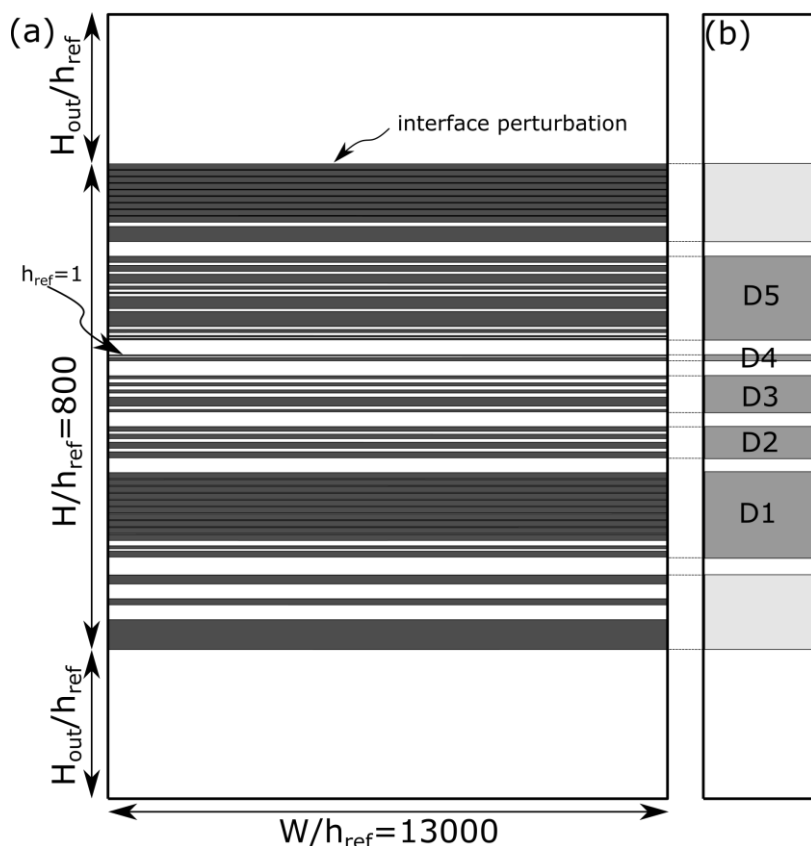 (a)
(b)
H_out/h_ref
interface perturbation
h_ref=1
H/h_ref=800
D5
D4
D3
D2
D1
H_out/h_ref
W/h_ref=13000